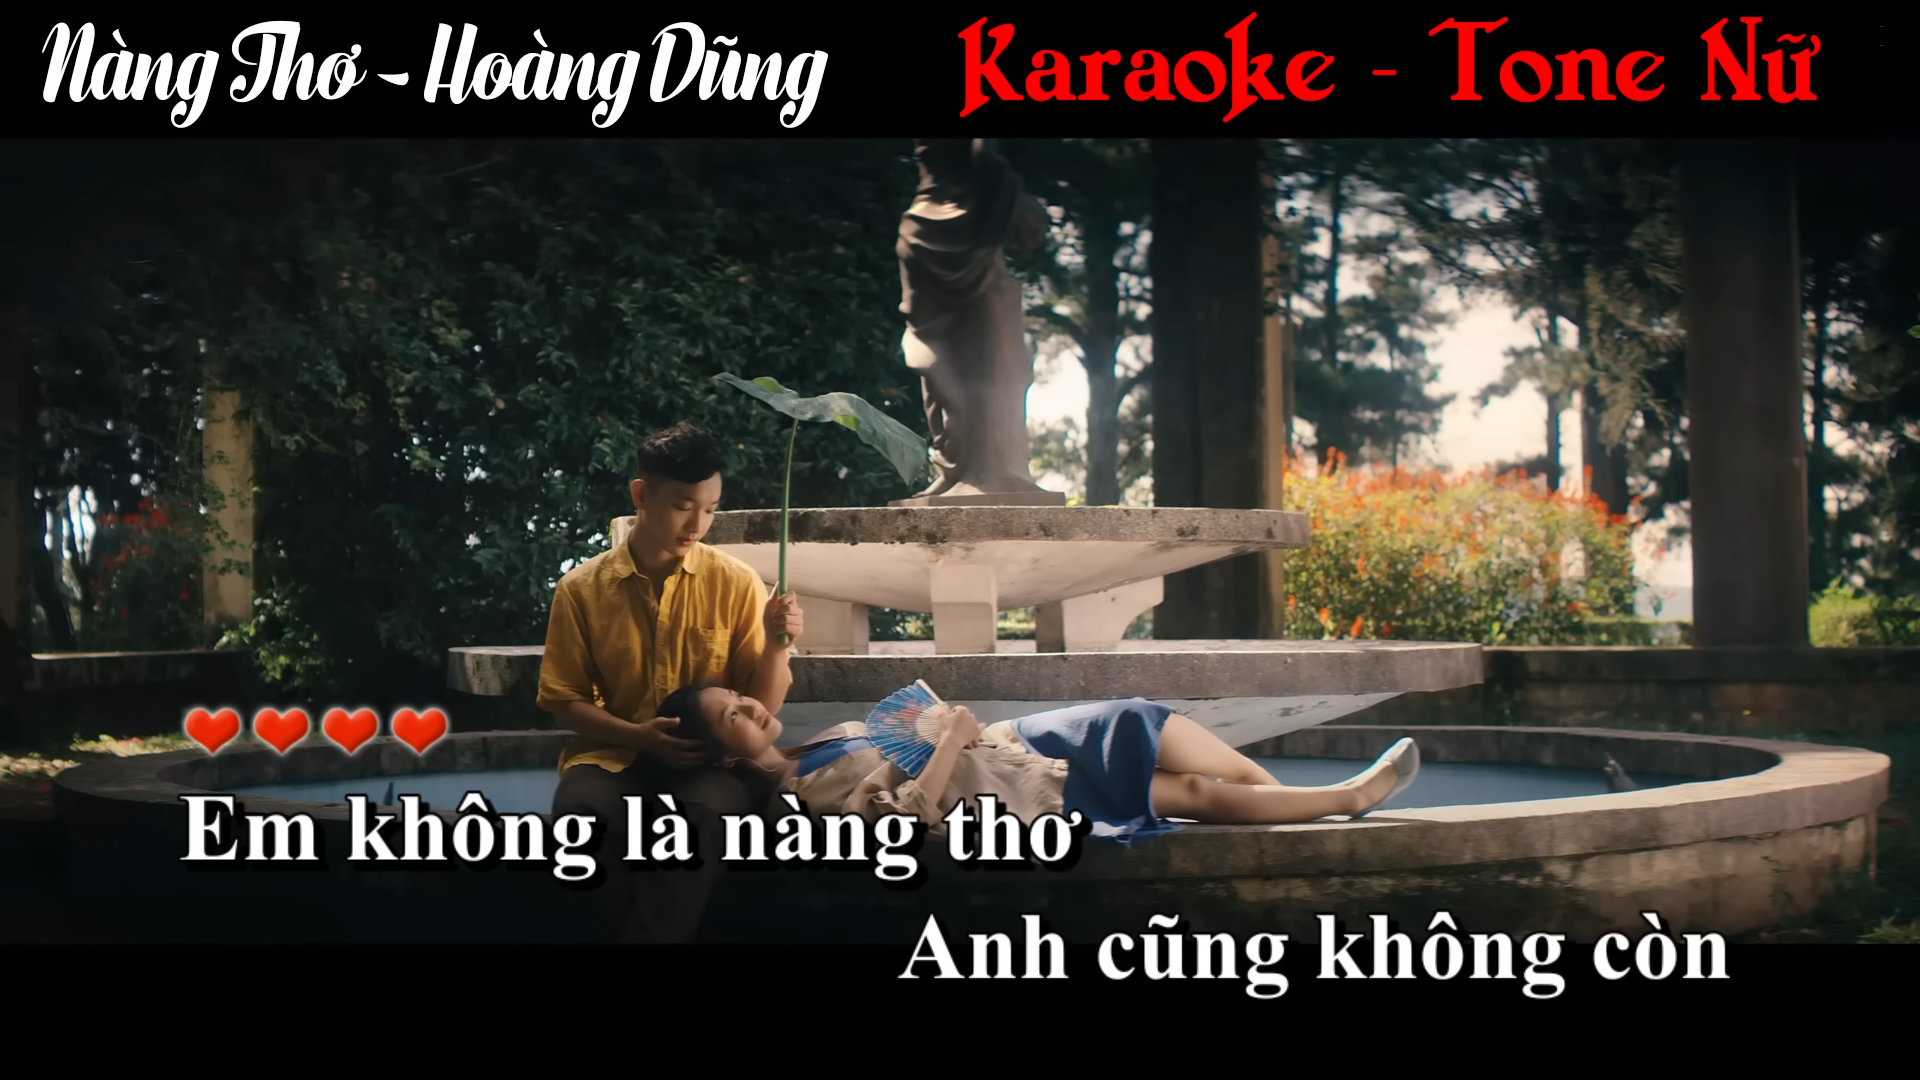 Nàng Thơ - Hoàng Dũng
Karaoke - Tone Nữ
Em không là nàng thơ
Anh cũng không còn